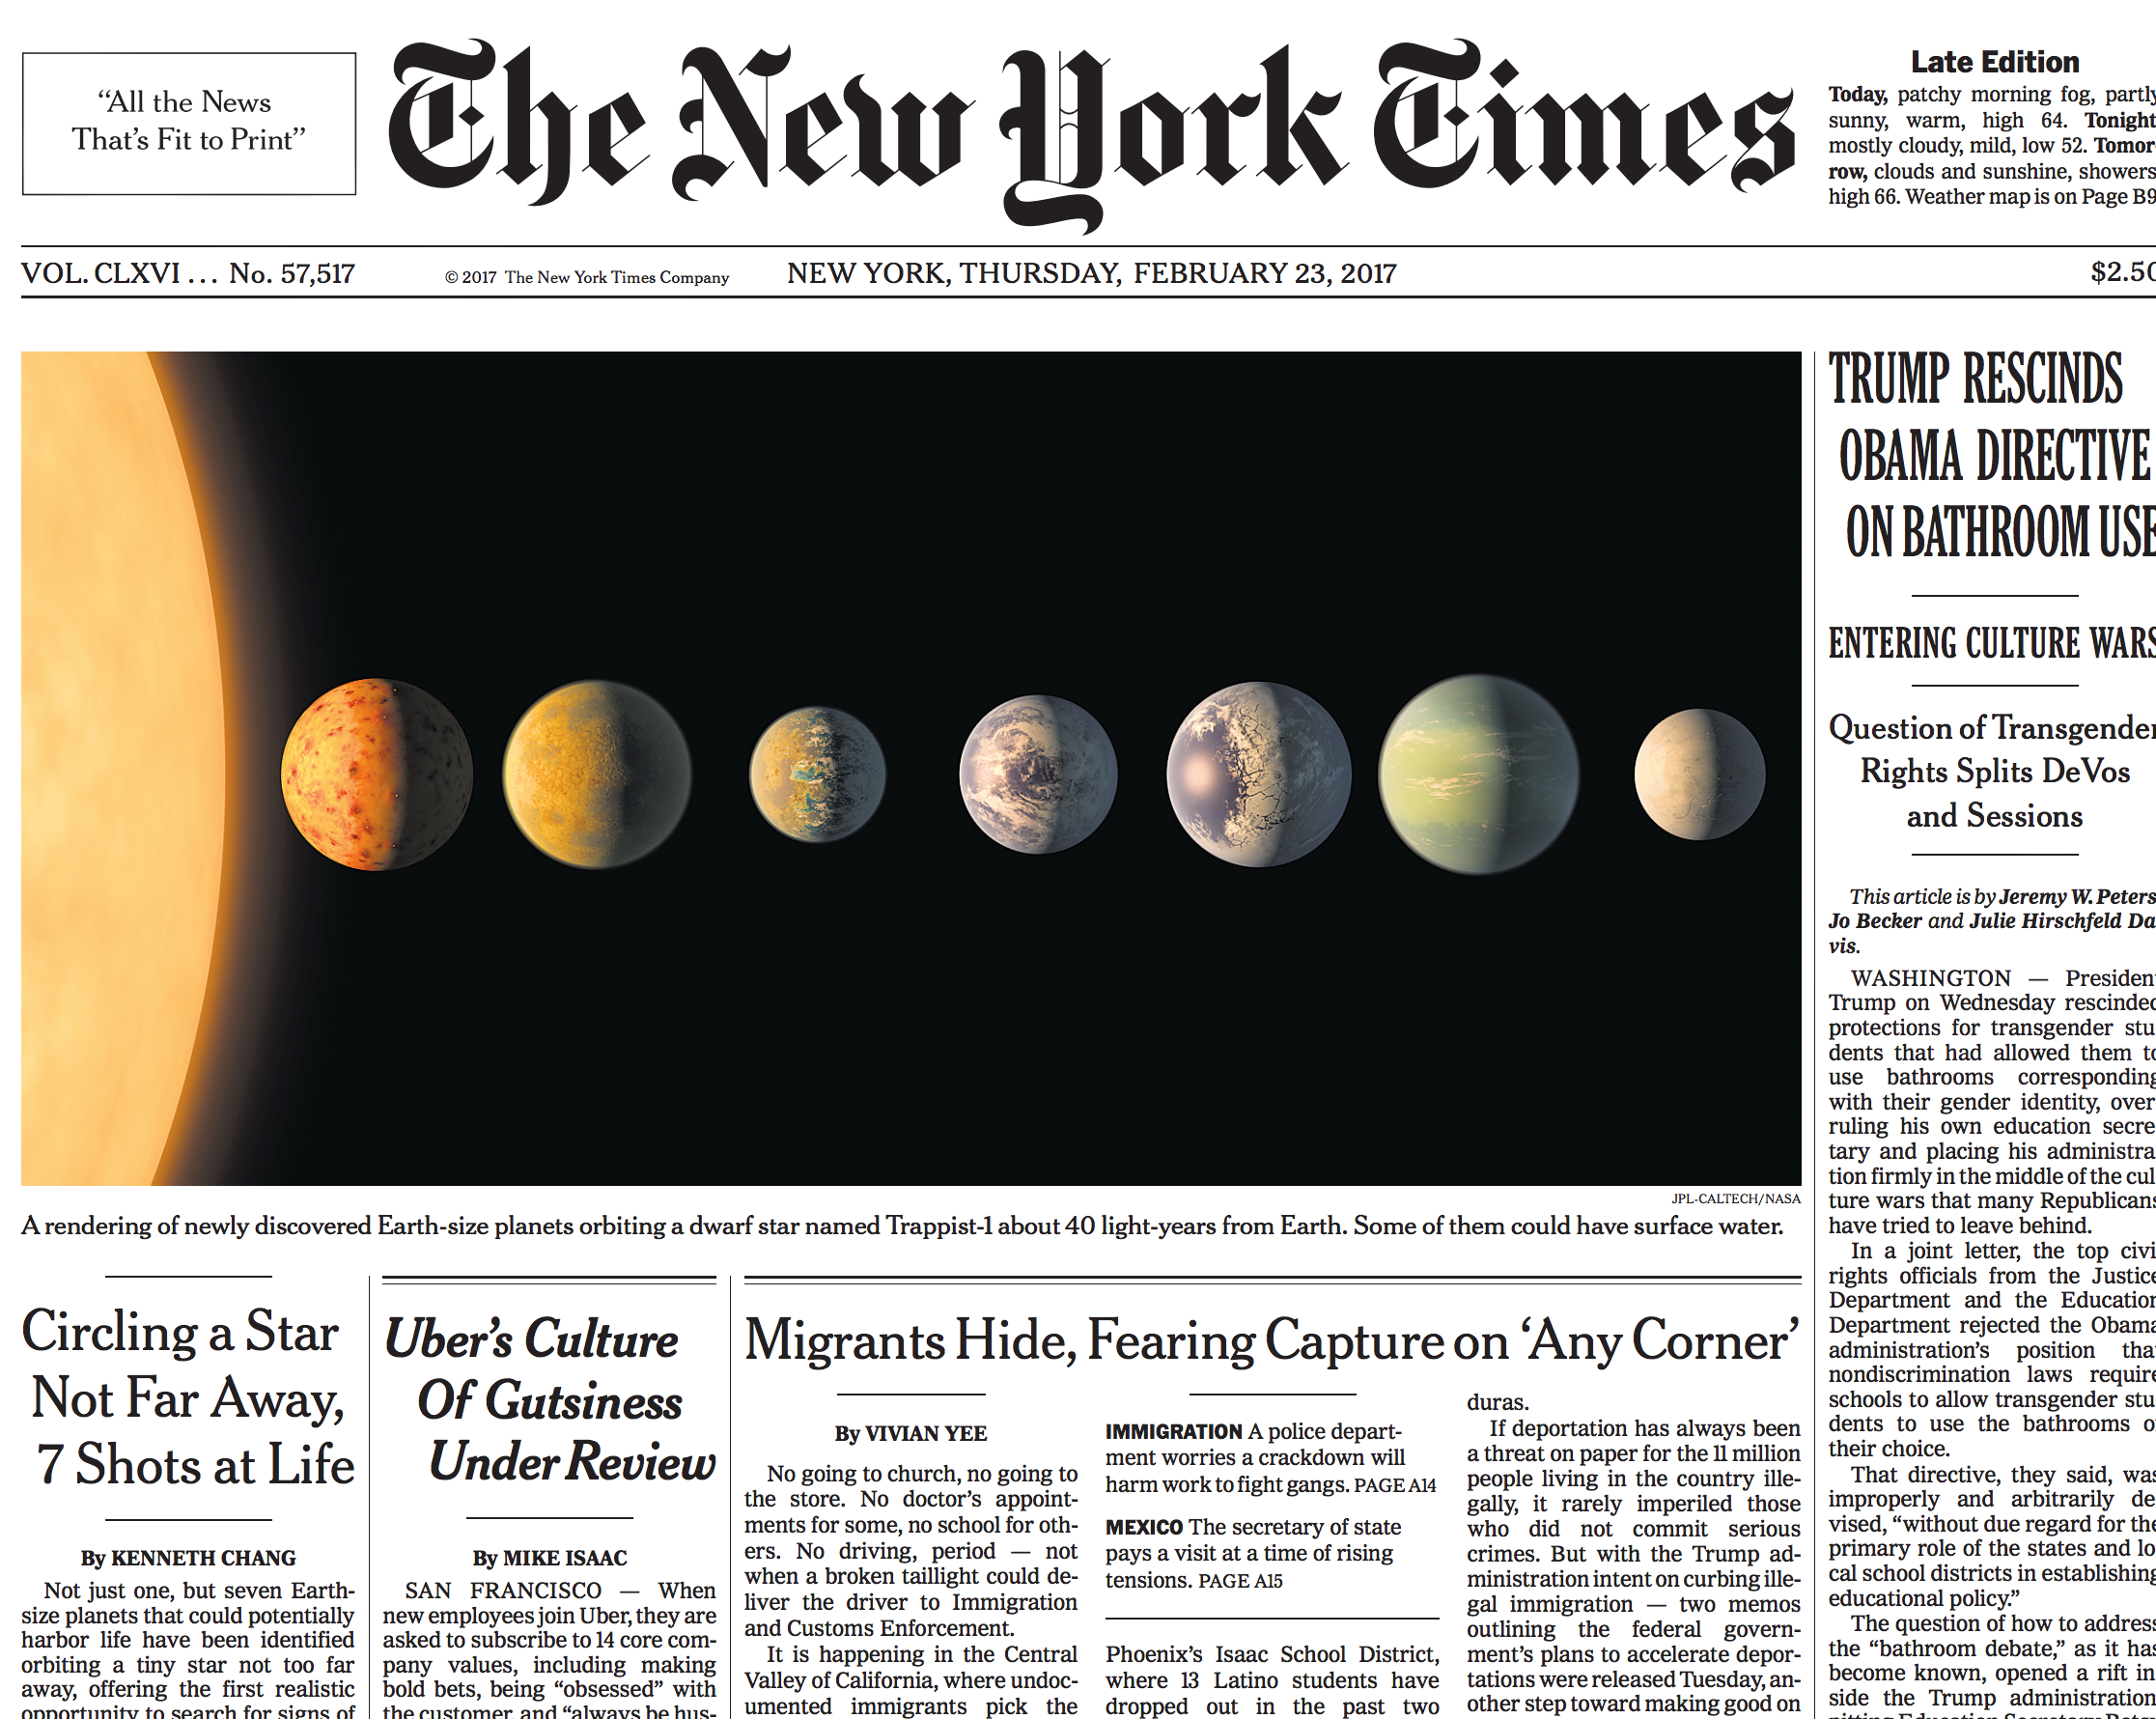 “All the News
That’s Fit to Print”
The New York Times
Late Edition
Today, patchy morning fog, partly
sunny, warm, high 64. Tonight
mostly cloudy, mild, low 52. Tomor-
row, clouds and sunshine, showers
high 66. Weather map is on Page B9
VOL. CLXVI ... No. 57,517
© 2017 The New York Times Company
NEW YORK, THURSDAY, FEBRUARY 23, 2017
$2.50
JPL-CALTECH/NASA
A rendering of newly discovered Earth-size planets orbiting a dwarf star named Trappist-1 about 40 light-years from Earth. Some of them could have surface water.
Circling a Star
Not Far Away,
7 Shots at Life
By KENNETH CHANG
Not just one, but seven Earth-
size planets that could potentially
harbor life have been identified
orbiting a tiny star not too far
away, offering the first realistic
opportunity to search for signs of
Uber’s Culture
Of Gutsiness
Under Review
By MIKE ISAAC
SAN FRANCISCO — When
new employees join Uber, they are
asked to subscribe to 14 core com-
pany values, including making
bold bets, being “obsessed” with
the customer, and “always be hus-
Migrants Hide, Fearing Capture on ‘Any Corner’
By VIVIAN YEE
No going to church, no going to
the store. No doctor’s appoint-
ments for some, no school for oth-
ers. No driving, period — not
when a broken taillight could de-
liver the driver to Immigration
and Customs Enforcement.
It is happening in the Central
Valley of California, where undoc-
umented immigrants pick the
IMMIGRATION A police depart-
ment worries a crackdown will
harm work to fight gangs. PAGE A14
MEXICO The secretary of state
pays a visit at a time of rising
tensions. PAGE A15
Phoenix’s Isaac School District,
where 13 Latino students have
dropped out in the past two
duras.
If deportation has always been
a threat on paper for the 11 million
people living in the country ille-
gally, it rarely imperiled those
who did not commit serious
crimes. But with the Trump ad-
ministration intent on curbing ille-
gal immigration — two memos
outlining the federal govern-
ment’s plans to accelerate depor-
tations were released Tuesday, an-
other step toward making good on
TRUMP RESCINDS
OBAMA DIRECTIVE
ON BATHROOM USE
ENTERING CULTURE WARS
Question of Transgender
Rights Splits DeVos
and Sessions
This article is by Jeremy W. Peters
Jo Becker and Julie Hirschfeld Da
vis.
WASHINGTON — President
Trump on Wednesday rescinded
protections for transgender stu
dents that had allowed them to
use bathrooms corresponding
with their gender identity, over
ruling his own education secre
tary and placing his administra
tion firmly in the middle of the cul
ture wars that many Republicans
have tried to leave behind.
In a joint letter, the top civi
rights officials from the Justice
Department and the Education
Department rejected the Obama
administration’s position that
nondiscrimination laws require
schools to allow transgender stu
dents to use the bathrooms of
their choice.
That directive, they said, was
improperly and arbitrarily de
vised, “without due regard for the
primary role of the states and lo
cal school districts in establishing
educational policy.”
The question of how to address
the “bathroom debate,” as it has
become known, opened a rift in
side the Trump administration